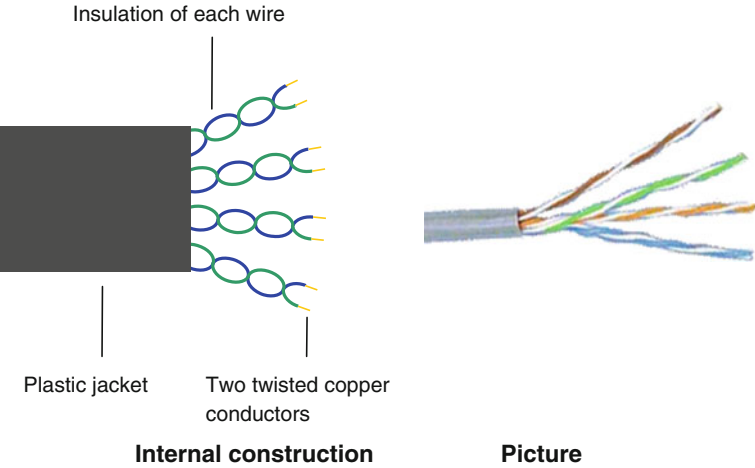 Insulation of each wire
Plastic jacket
Two twisted copper
conductors
Internal construction
Picture